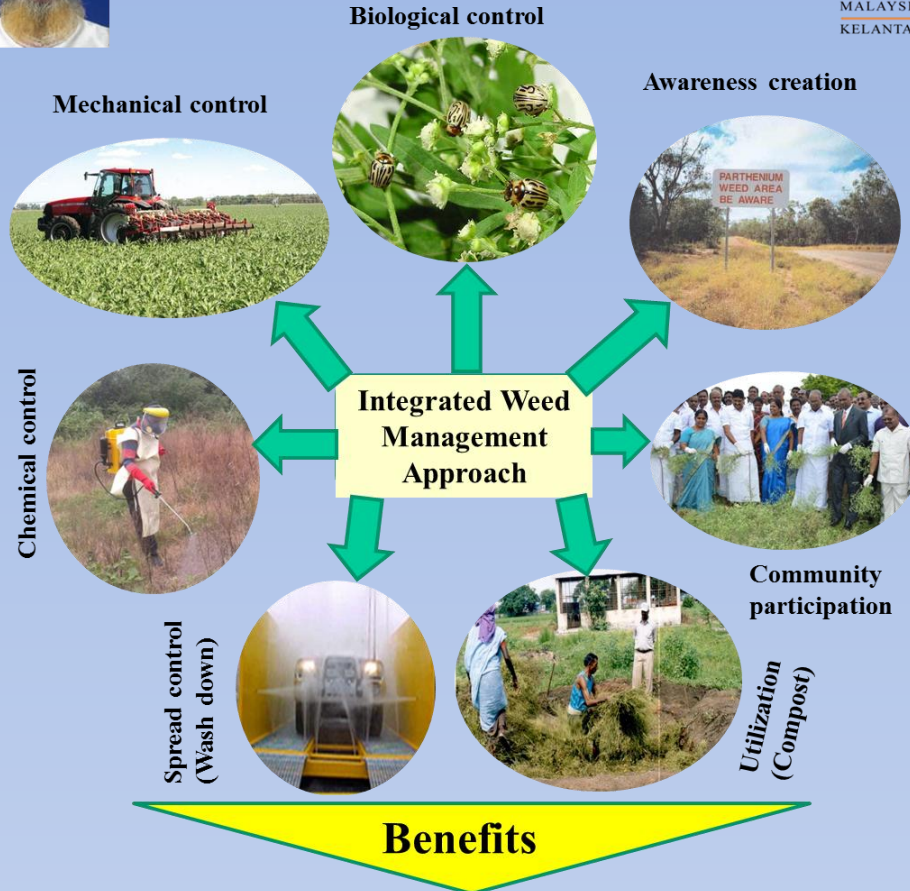 Biological control
MALAYSI
KELANTA
Mechanical control
Awareness creation
PARTHENIUM
WEED AREA
BE AWARE
Chemical control
Integrated Weed
Management
Approach
Community
participation
Spread control
(Wash down)
Utilization
(Compost)
Benefits